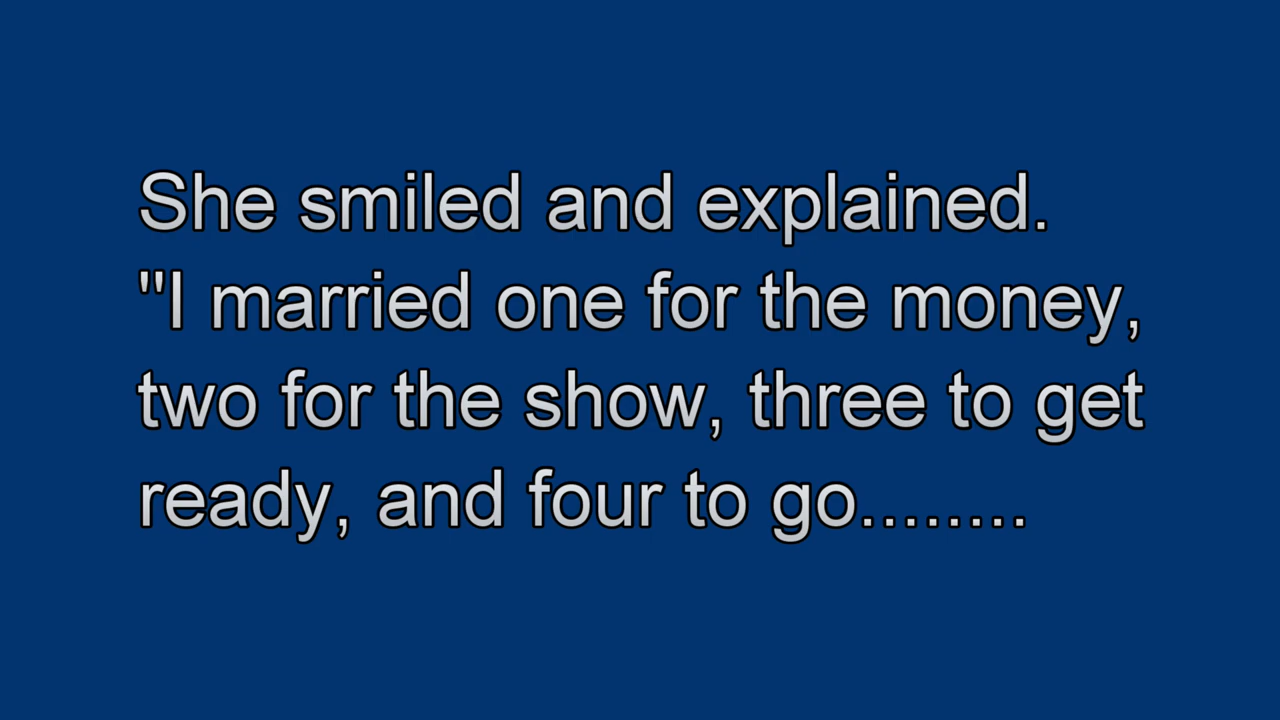 She smiled and explained.
"I married one for the money,
two for the show, three to get
ready, and four to go........